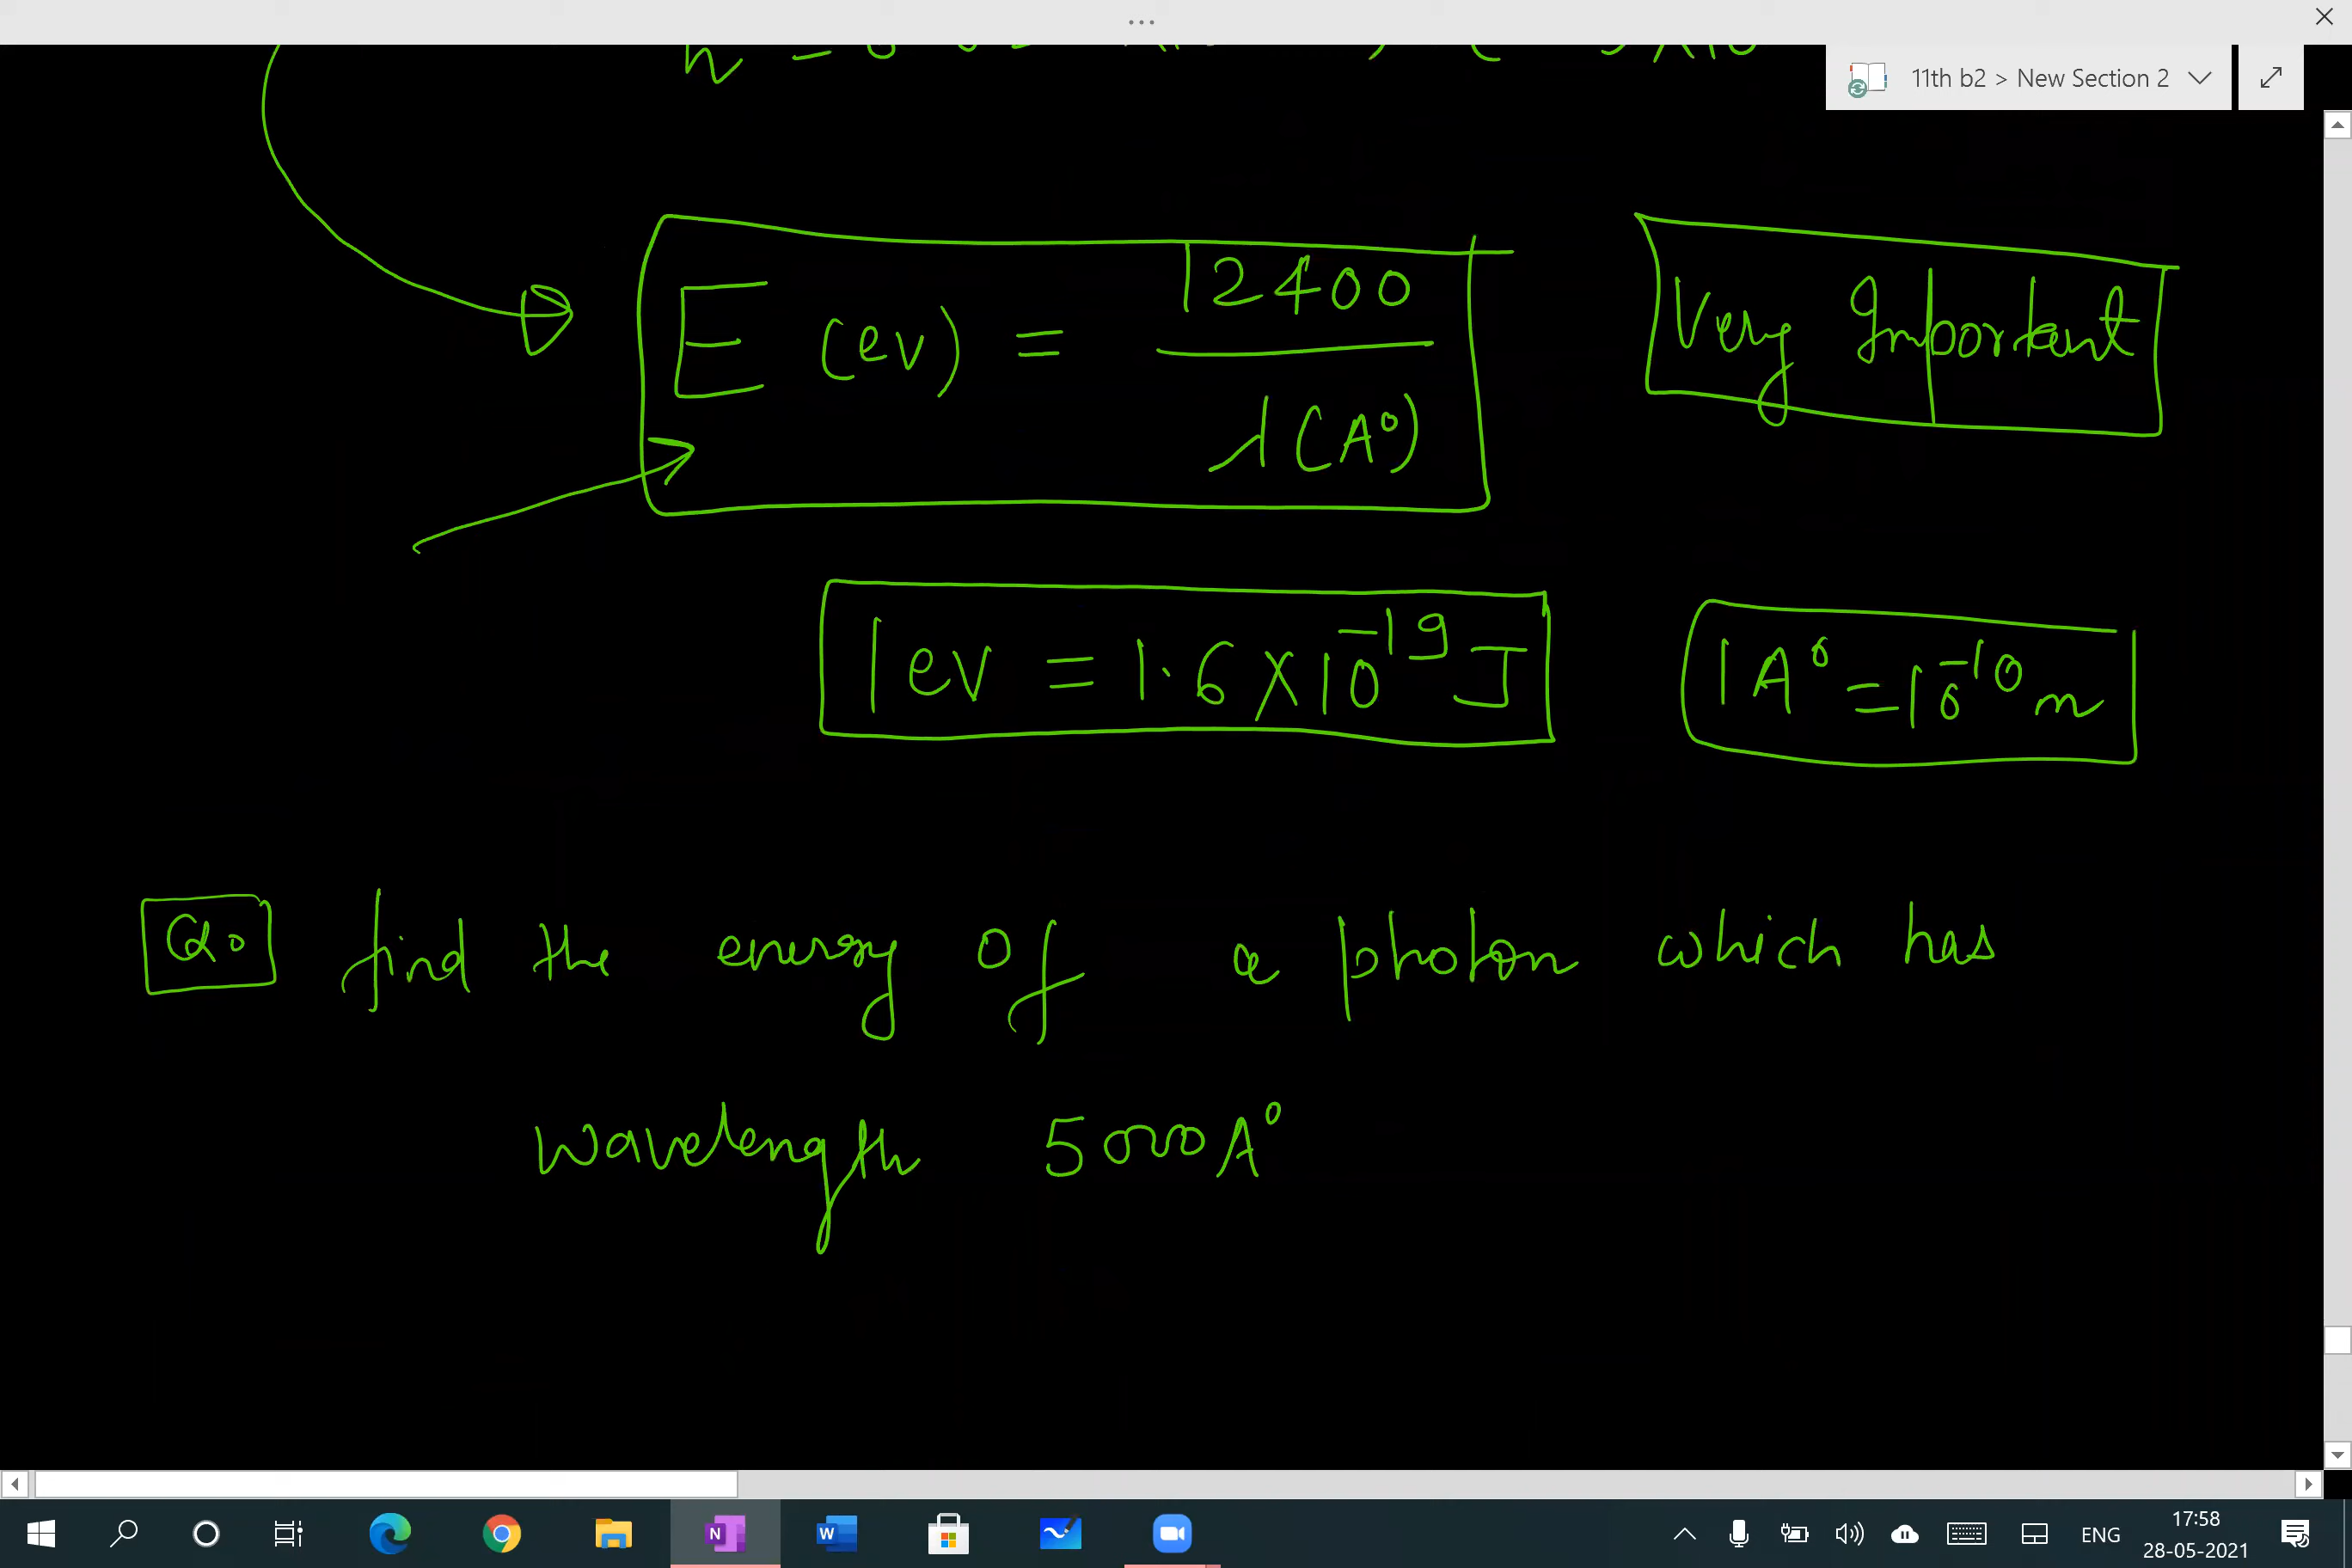 11th b2 > New Section 2
E (ev) = 12400
λ (A°)
Very Important
1 ev = 1.6 X 10^-19 J
1 A° = 10^-10 m
Q. find the energy of a photon which has
wavelength 5000 A°
ENG
17:58
28-05-2021